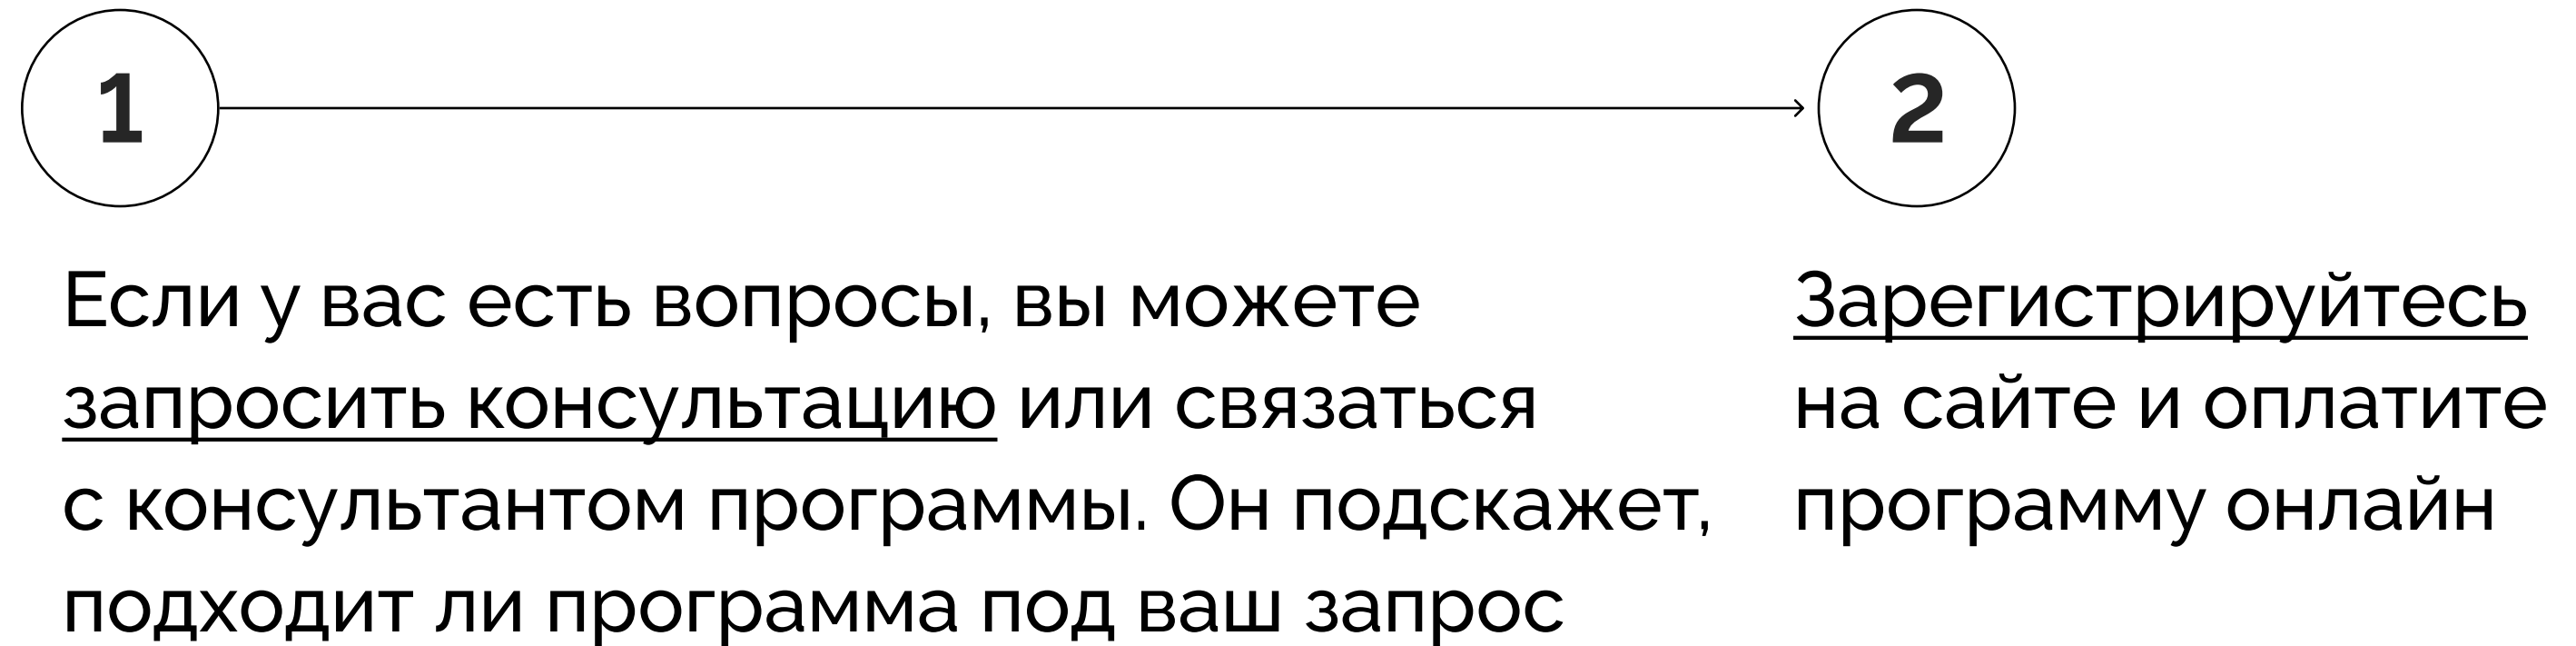 1
Если у вас есть вопросы, вы можете
запросить консультацию или связаться
с консультантом программы. Он подскажет,
подходит ли программа под ваш запрос
2
Зарегистрируйтесь
на сайте и оплатите
программу онлайн